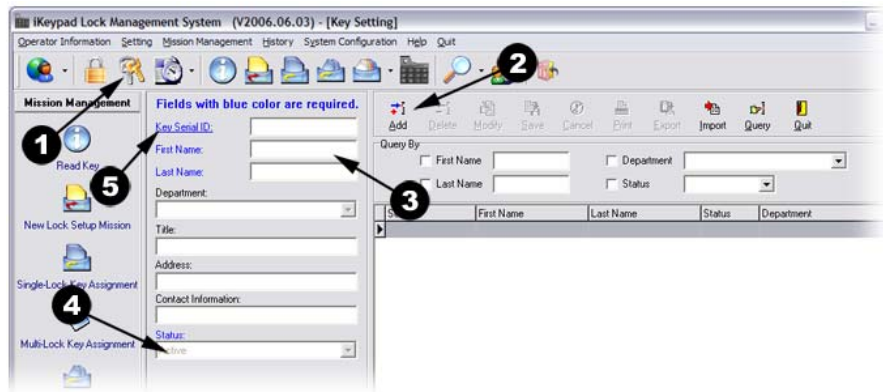 iKeypad Lock Management System (V2006.06.03) - [Key Setting]
Operator Information Setting Mission Management History System Configuration Help Quit
2
Mission Management
Fields with blue color are required.
Add Delete Modify Save Cancel Print Export Import Query Quit
1
Key Serial ID:
Read Key
First Name:
Query By
First Name
Department
5
Last Name:
Last Name
Status
3
Department:
First Name Last Name Status Department
New Lock Setup Mission
Title:
Address:
Single-Lock Key Assignment
4
Contact Information:
Status:
Multi-Lock Key Assignment